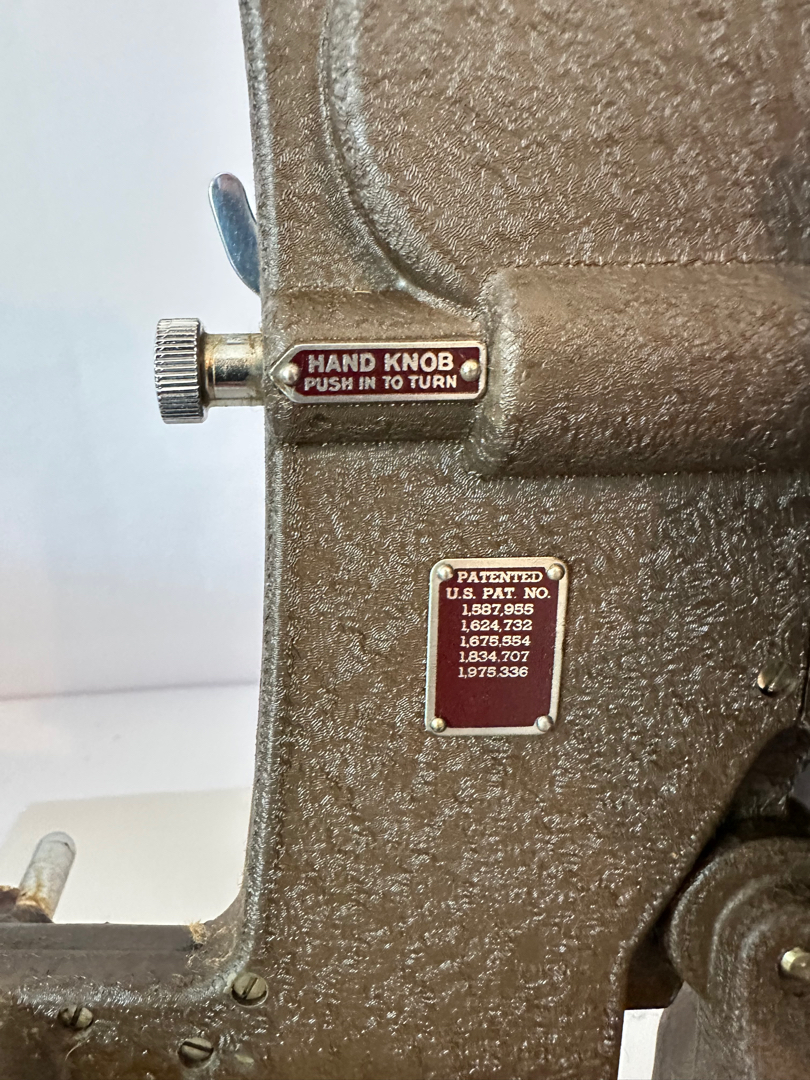 HAND KNOB
PUSH IN TO TURN
PATENTED
U.S. PAT. NO.
1,587,955
1,624,732
1,675,554
1,834,707
1,975,336